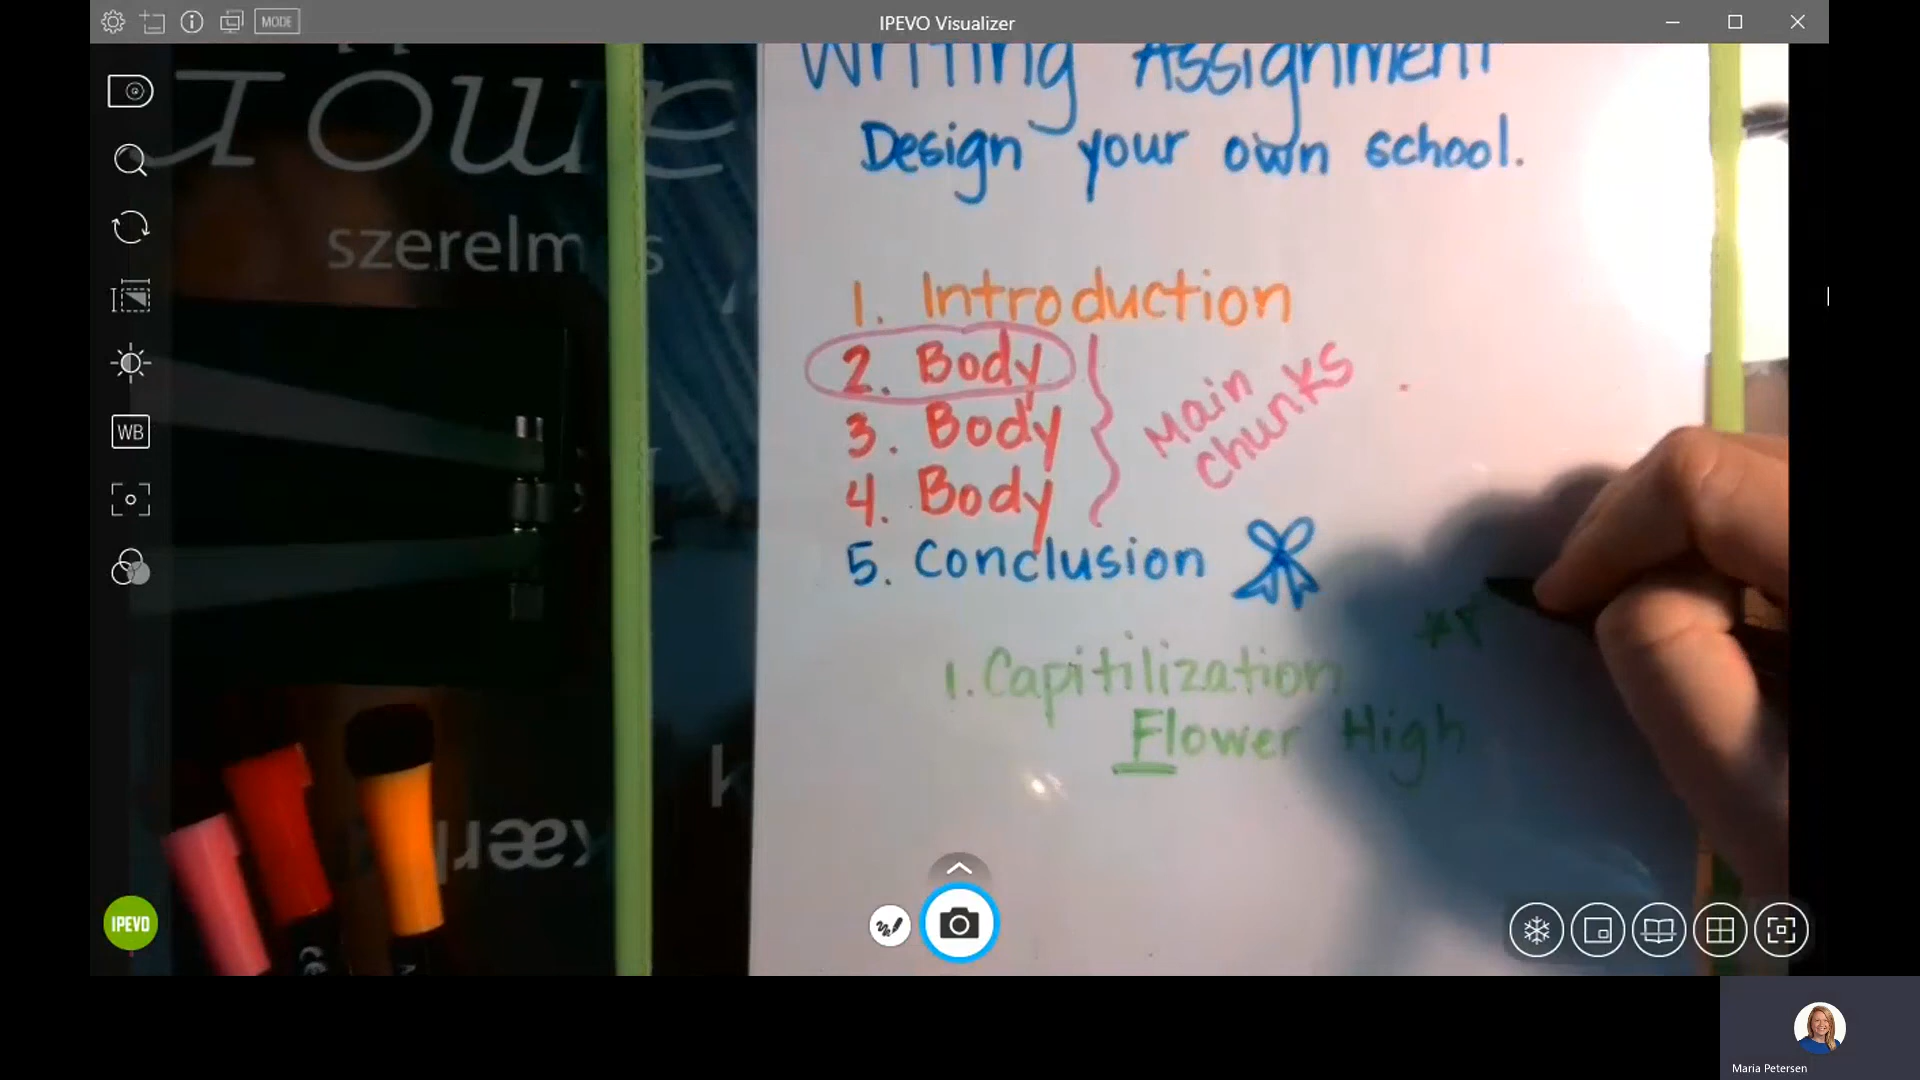 MODE
IPEVO Visualizer
Writing Assignment
Design your own school.
szerelm s
1. Introduction
2. Body
3. Body
4. Body
Main
chunks
5. Conclusion
1. Capitilization
Flower High
WB
IPEVO
Maria Petersen